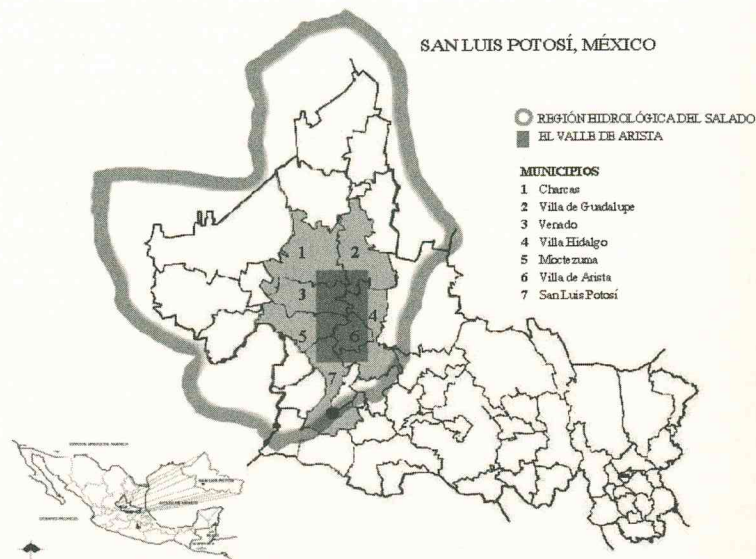 SAN LUIS POTOSÍ, MÉXICO
REGIÓN HIDROLÓGICA DEL SALADO
EL VALLE DE ARISTA
MUNICIPIOS
1 Charcas
2 Villa de Guadalupe
3 Venado
4 Villa Hidalgo
5 Moctezuma
6 Villa de Arista
7 San Luis Potosí
1
2
3
4
5
6
7